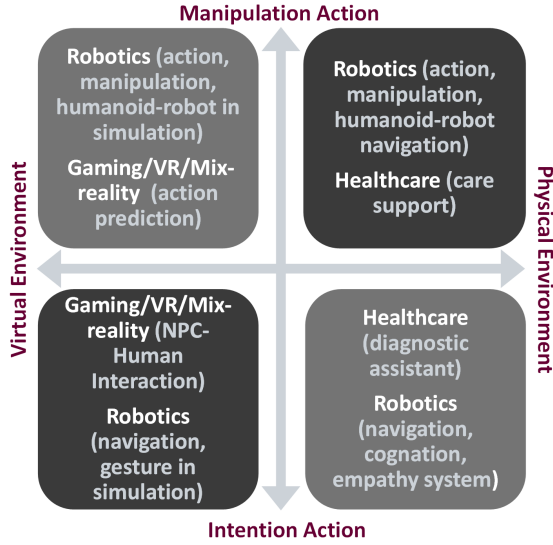 Manipulation Action
Robotics (action,
manipulation,
humanoid-robot in
simulation)
Gaming/VR/Mix-
reality (action
prediction)
Robotics (action,
manipulation,
humanoid-robot
navigation)
Healthcare (care
support)
Virtual Environment
Physical Environment
Gaming/VR/Mix-
reality (NPC-
Human
Interaction)
Robotics
(navigation,
gesture in
simulation)
Healthcare
(diagnostic
assistant)
Robotics
(navigation,
cognation,
empathy system)
Intention Action